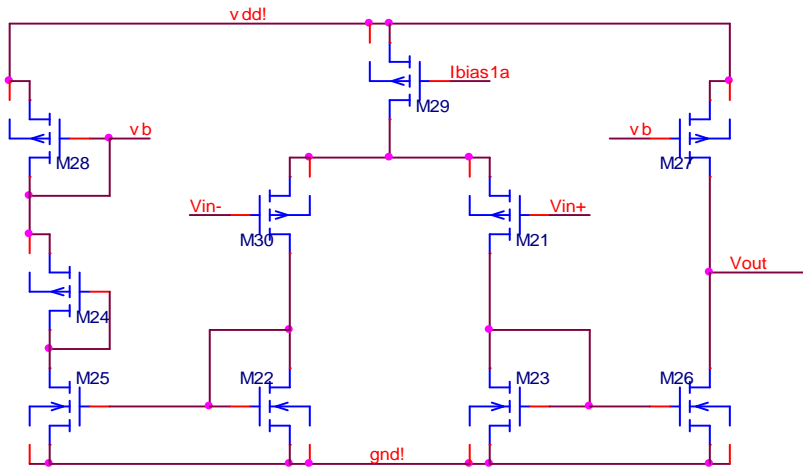 vdd!
Ibias1a
M29
vb
M28
vb
M27
Vin-
M30
Vin+
M21
Vout
M24
M25
M22
M23
M26
gnd!